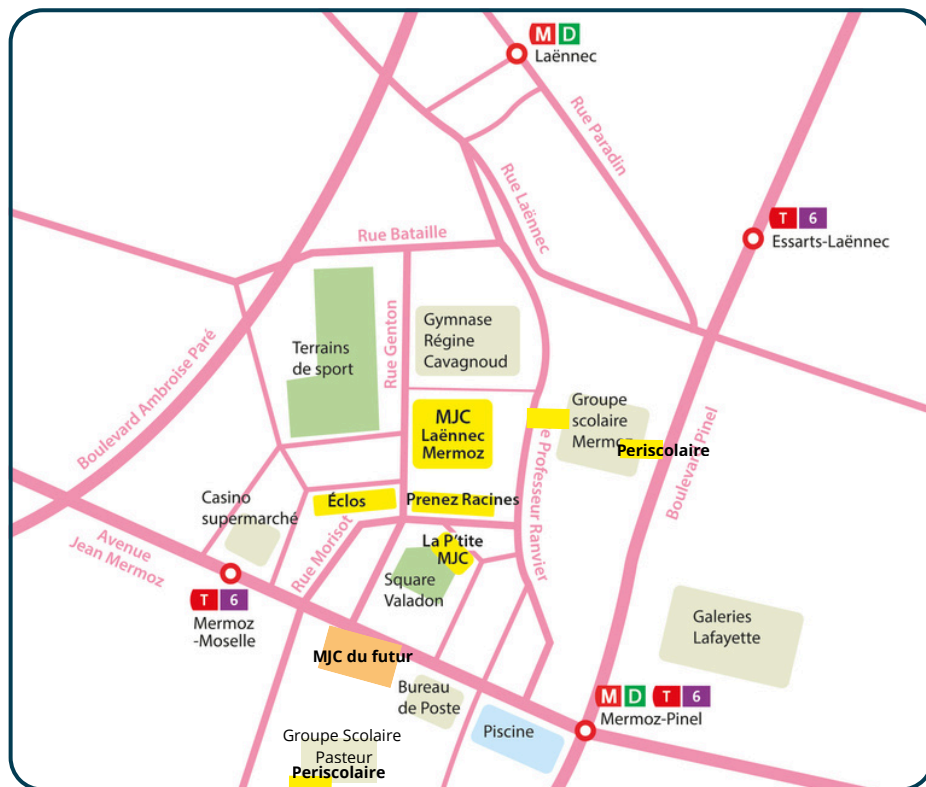 M D
Laënnec
Rue Paradin
Rue Laënnec
T 6
Essarts-Laënnec
Rue Bataille
Boulevard Ambroise Paré
Terrains
de sport
Rue Genton
Gymnase
Régine
Cavagnoud
MJC
Laënnec
Mermoz
Groupe
scolaire
Mermoz
Periscolaire
Professeur Ranvier
Boulevard Pinel
Casino
supermarché
Éclos
Prenez Racines
La P'tite
MJC
Avenue
Jean Mermoz
Rue Morisot
Square
Valadon
T 6
Mermoz
-Moselle
MJC du futur
Galeries
Lafayette
Bureau
de Poste
M D T 6
Mermoz-Pinel
Piscine
Groupe Scolaire
Pasteur
Periscolaire